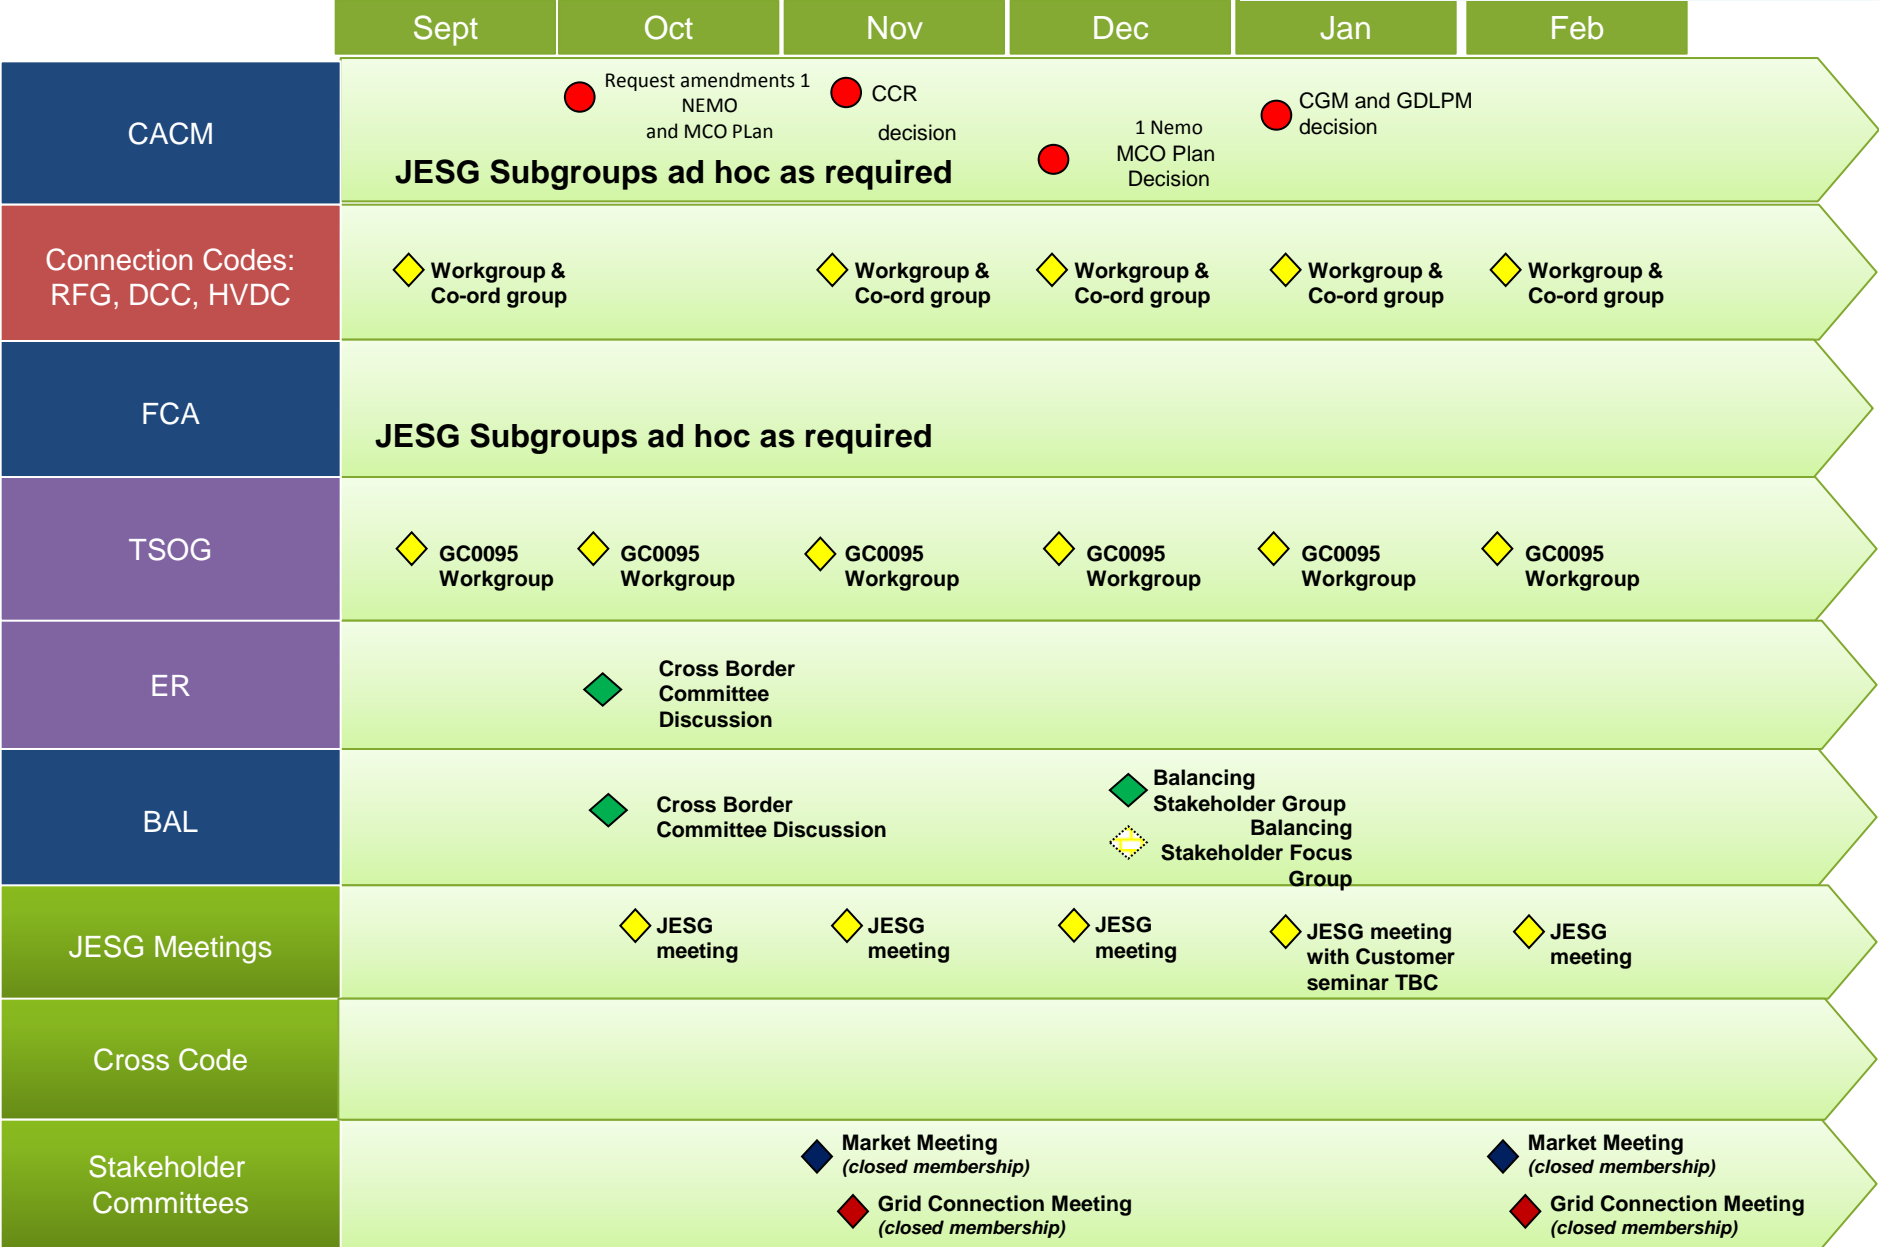 Sept Oct Nov Dec Jan Feb
CACM
Request amendments 1
NEMO
and MCO PLan
CCR
decision
1 Nemo
MCO Plan
Decision
CGM and GDLPM
decision
JESG Subgroups ad hoc as required
Connection Codes:
RFG, DCC, HVDC
Workgroup &
Co-ord group
Workgroup &
Co-ord group
Workgroup &
Co-ord group
Workgroup &
Co-ord group
Workgroup &
Co-ord group
FCA
JESG Subgroups ad hoc as required
TSOG
GC0095
Workgroup
GC0095
Workgroup
GC0095
Workgroup
GC0095
Workgroup
GC0095
Workgroup
GC0095
Workgroup
ER
Cross Border
Committee
Discussion
BAL
Cross Border
Committee Discussion
Balancing
Stakeholder Group
Balancing
Stakeholder Focus
Group
JESG Meetings
JESG
meeting
JESG
meeting
JESG
meeting
JESG meeting
with Customer
seminar TBC
JESG
meeting
Cross Code
Stakeholder
Committees
Market Meeting
(closed membership)
Grid Connection Meeting
(closed membership)
Market Meeting
(closed membership)
Grid Connection Meeting
(closed membership)